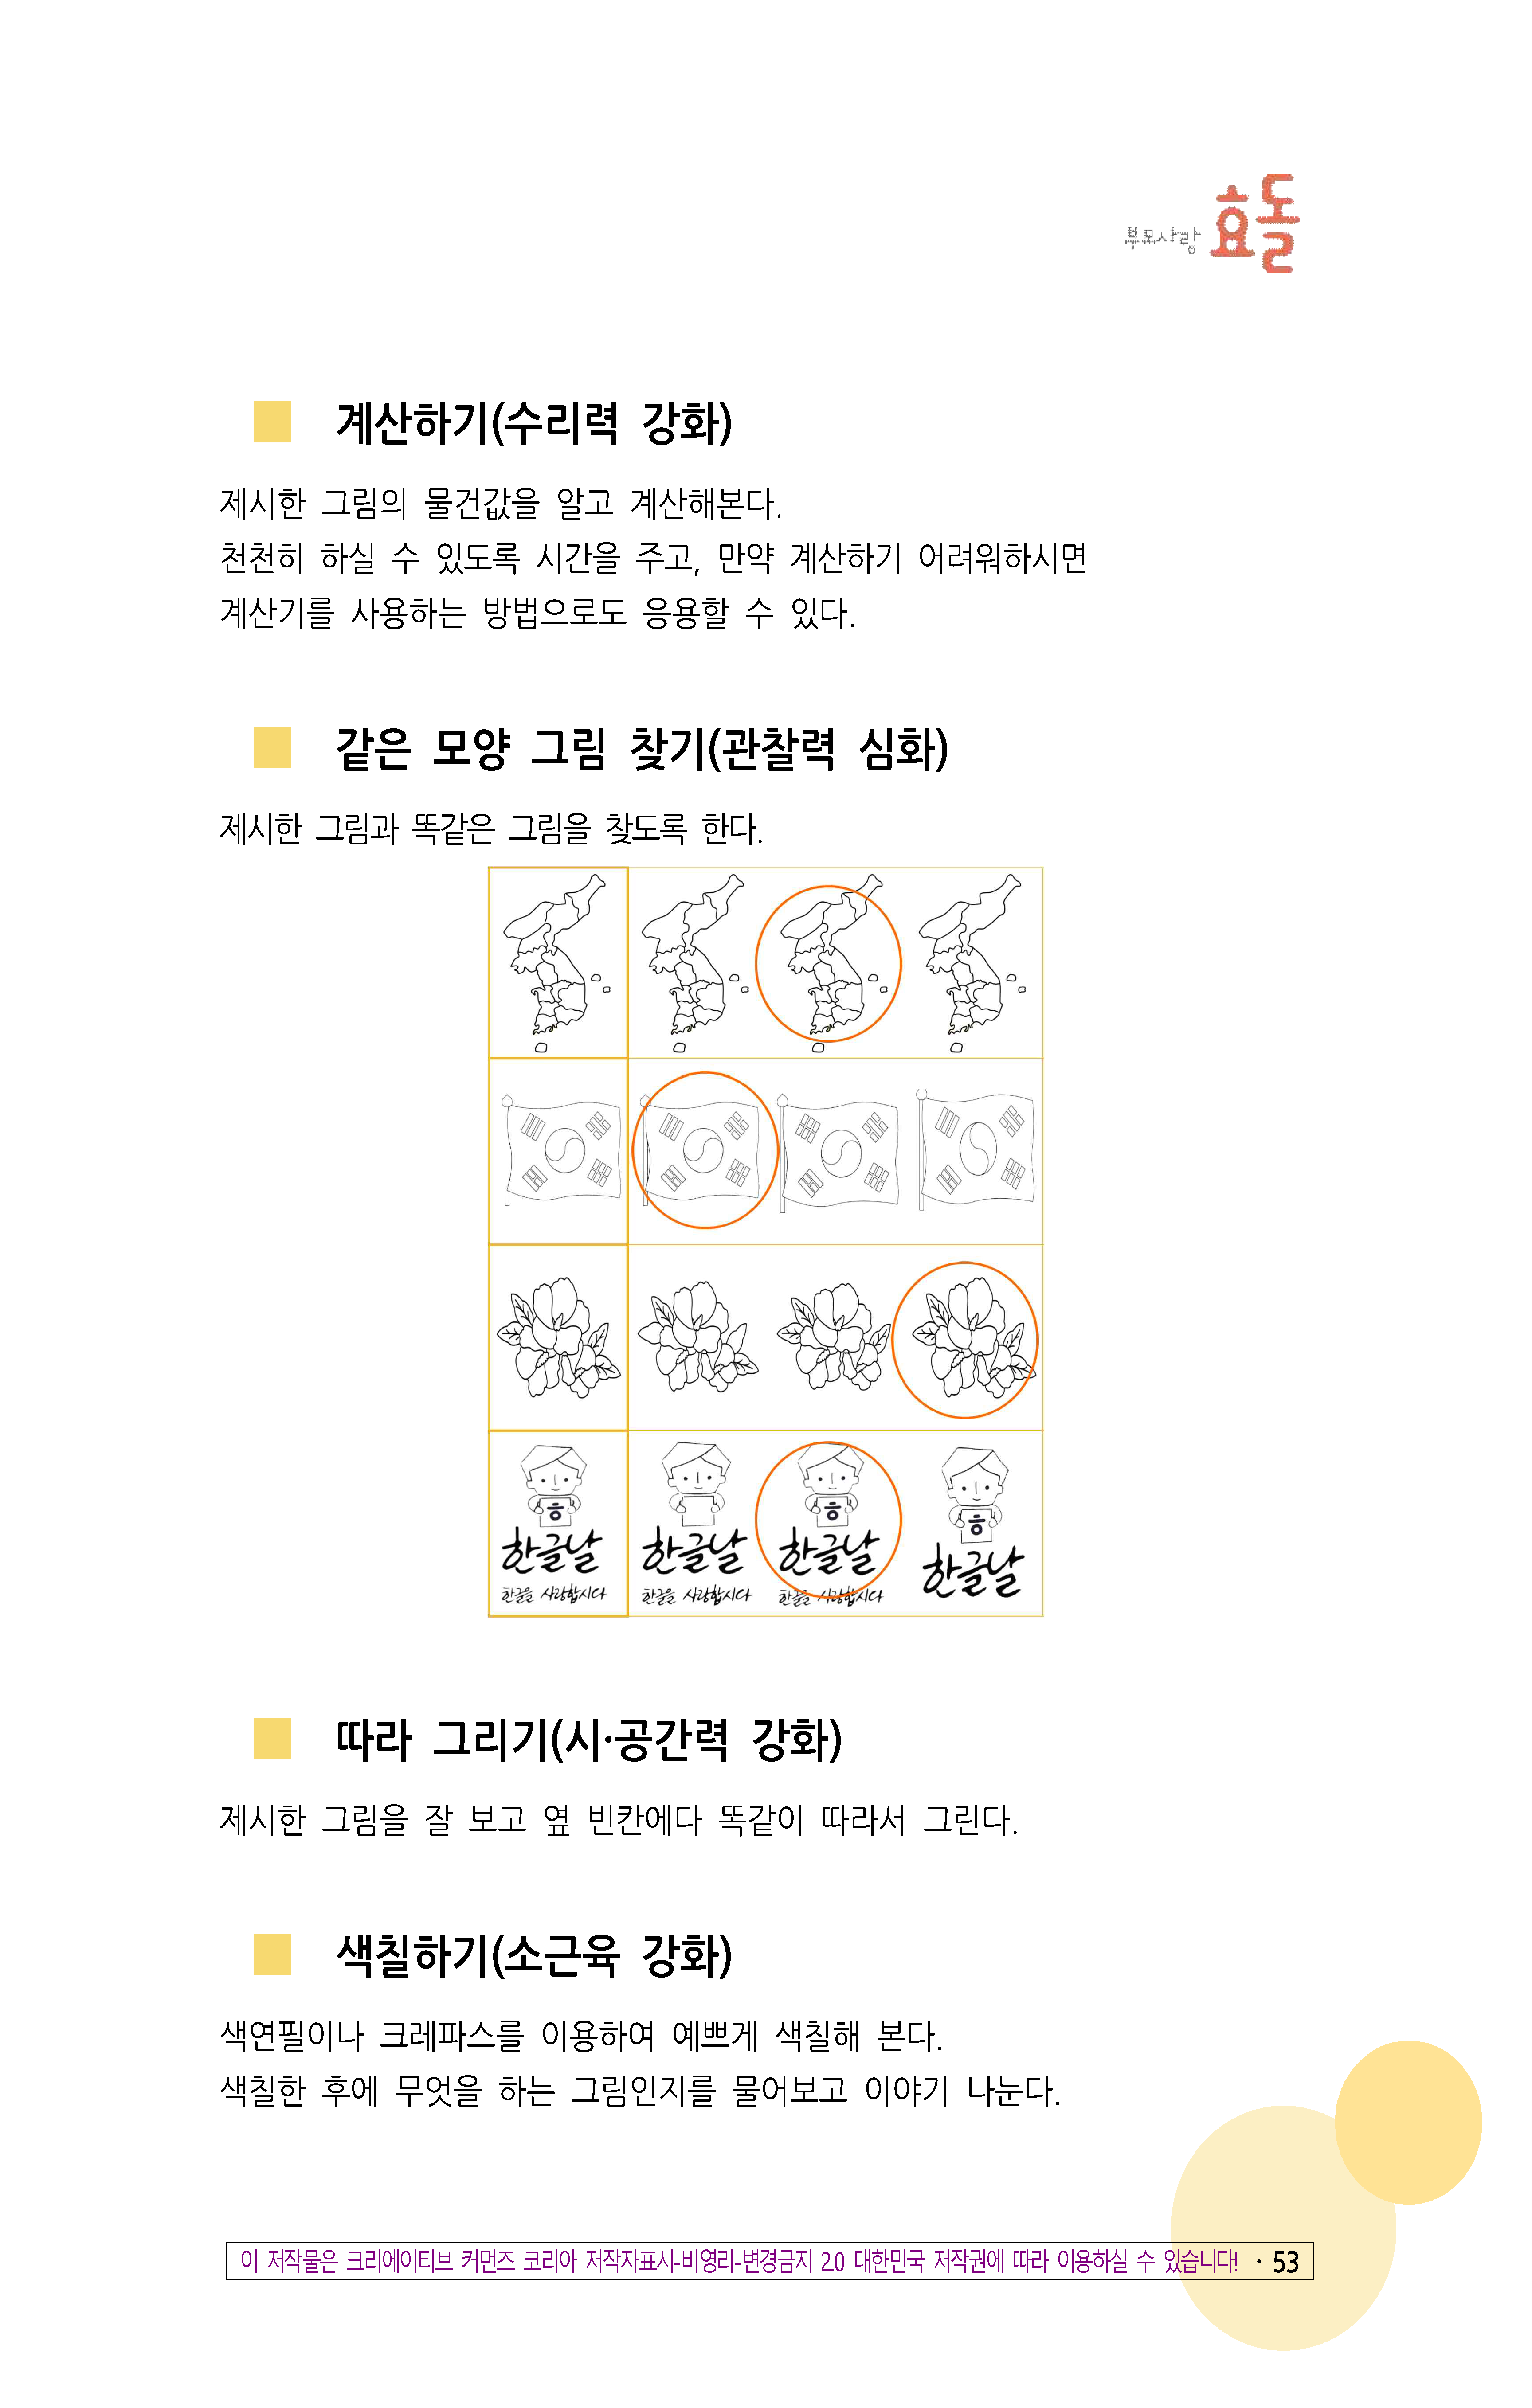 부모사랑 효돌
계산하기(수리력 강화)
제시한 그림의 물건값을 알고 계산해본다.
천천히 하실 수 있도록 시간을 주고, 만약 계산하기 어려워하시면
계산기를 사용하는 방법으로도 응용할 수 있다.
같은 모양 그림 찾기(관찰력 심화)
제시한 그림과 똑같은 그림을 찾도록 한다.
ㅎ ㅎ ㅎ
한글날 한글날 한글날 한글날
한글을 사랑합시다 한글을 사랑합시다 한글을 사랑합시다
따라 그리기(시·공간력 강화)
제시한 그림을 잘 보고 옆 빈칸에다 똑같이 따라서 그린다.
색칠하기(소근육 강화)
색연필이나 크레파스를 이용하여 예쁘게 색칠해 본다.
색칠한 후에 무엇을 하는 그림인지를 물어보고 이야기 나눈다.
이 저작물은 크리에이티브 커먼즈 코리아 저작자표시-비영리-변경금지 2.0 대한민국 저작권에 따라 이용하실 수 있습니다! · 53